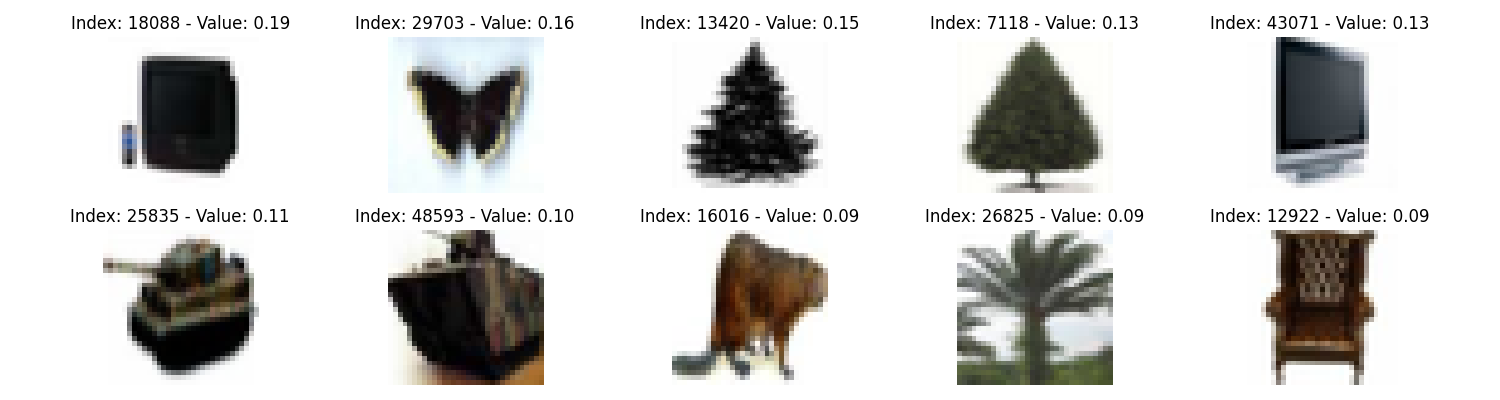 Index: 18088 - Value: 0.19
Index: 29703 - Value: 0.16
Index: 13420 - Value: 0.15
Index: 7118 - Value: 0.13
Index: 43071 - Value: 0.13
Index: 25835 - Value: 0.11
Index: 48593 - Value: 0.10
Index: 16016 - Value: 0.09
Index: 26825 - Value: 0.09
Index: 12922 - Value: 0.09